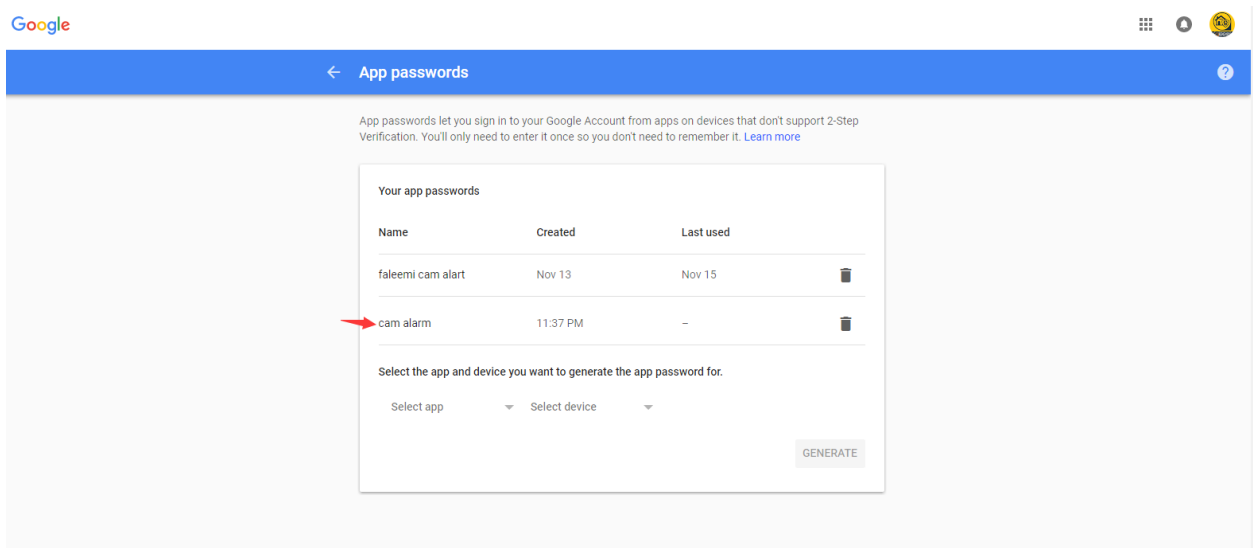 Google
App passwords
App passwords let you sign in to your Google Account from apps on devices that don't support 2-Step
Verification. You'll only need to enter it once so you don't need to remember it. Learn more
Your app passwords
Name Created Last used
faleemi cam alart Nov 13 Nov 15
cam alarm 11:37 PM –
Select the app and device you want to generate the app password for.
Select app Select device
GENERATE